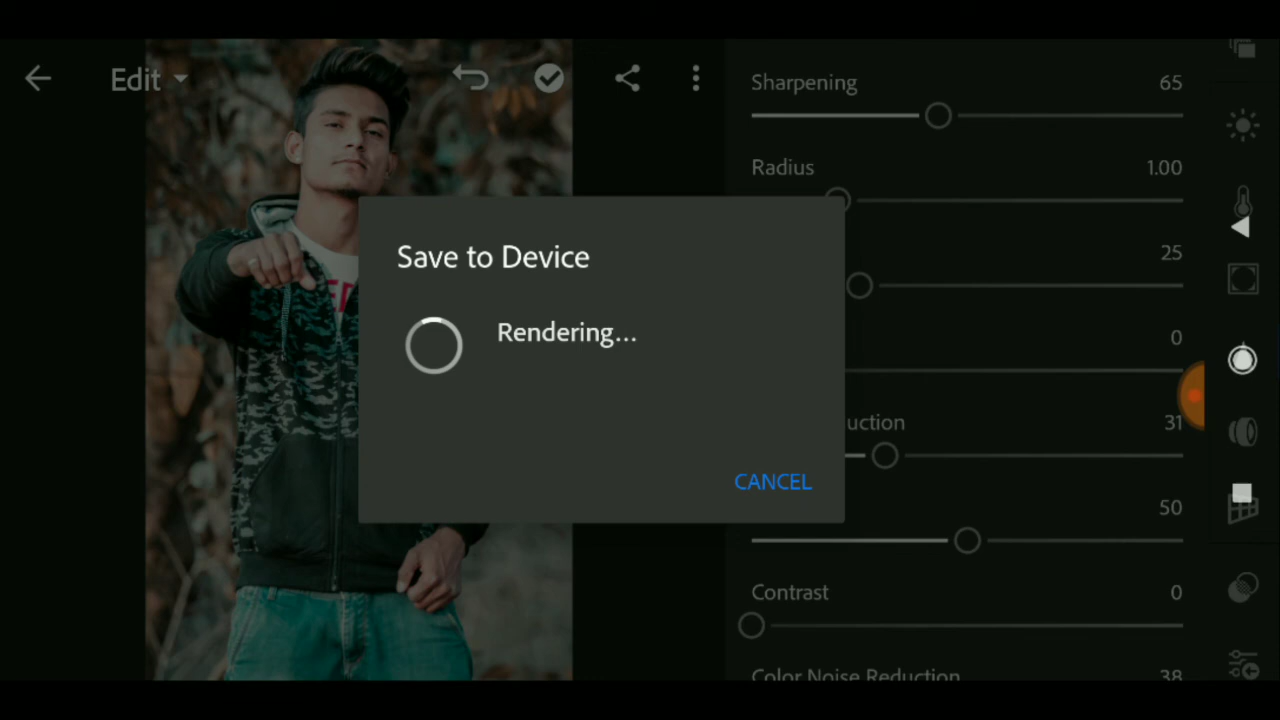 Edit
Sharpening 65
Radius 1.00
25
0
uction 31
50
Contrast 0
Color Noise Reduction 38
Save to Device
Rendering...
CANCEL